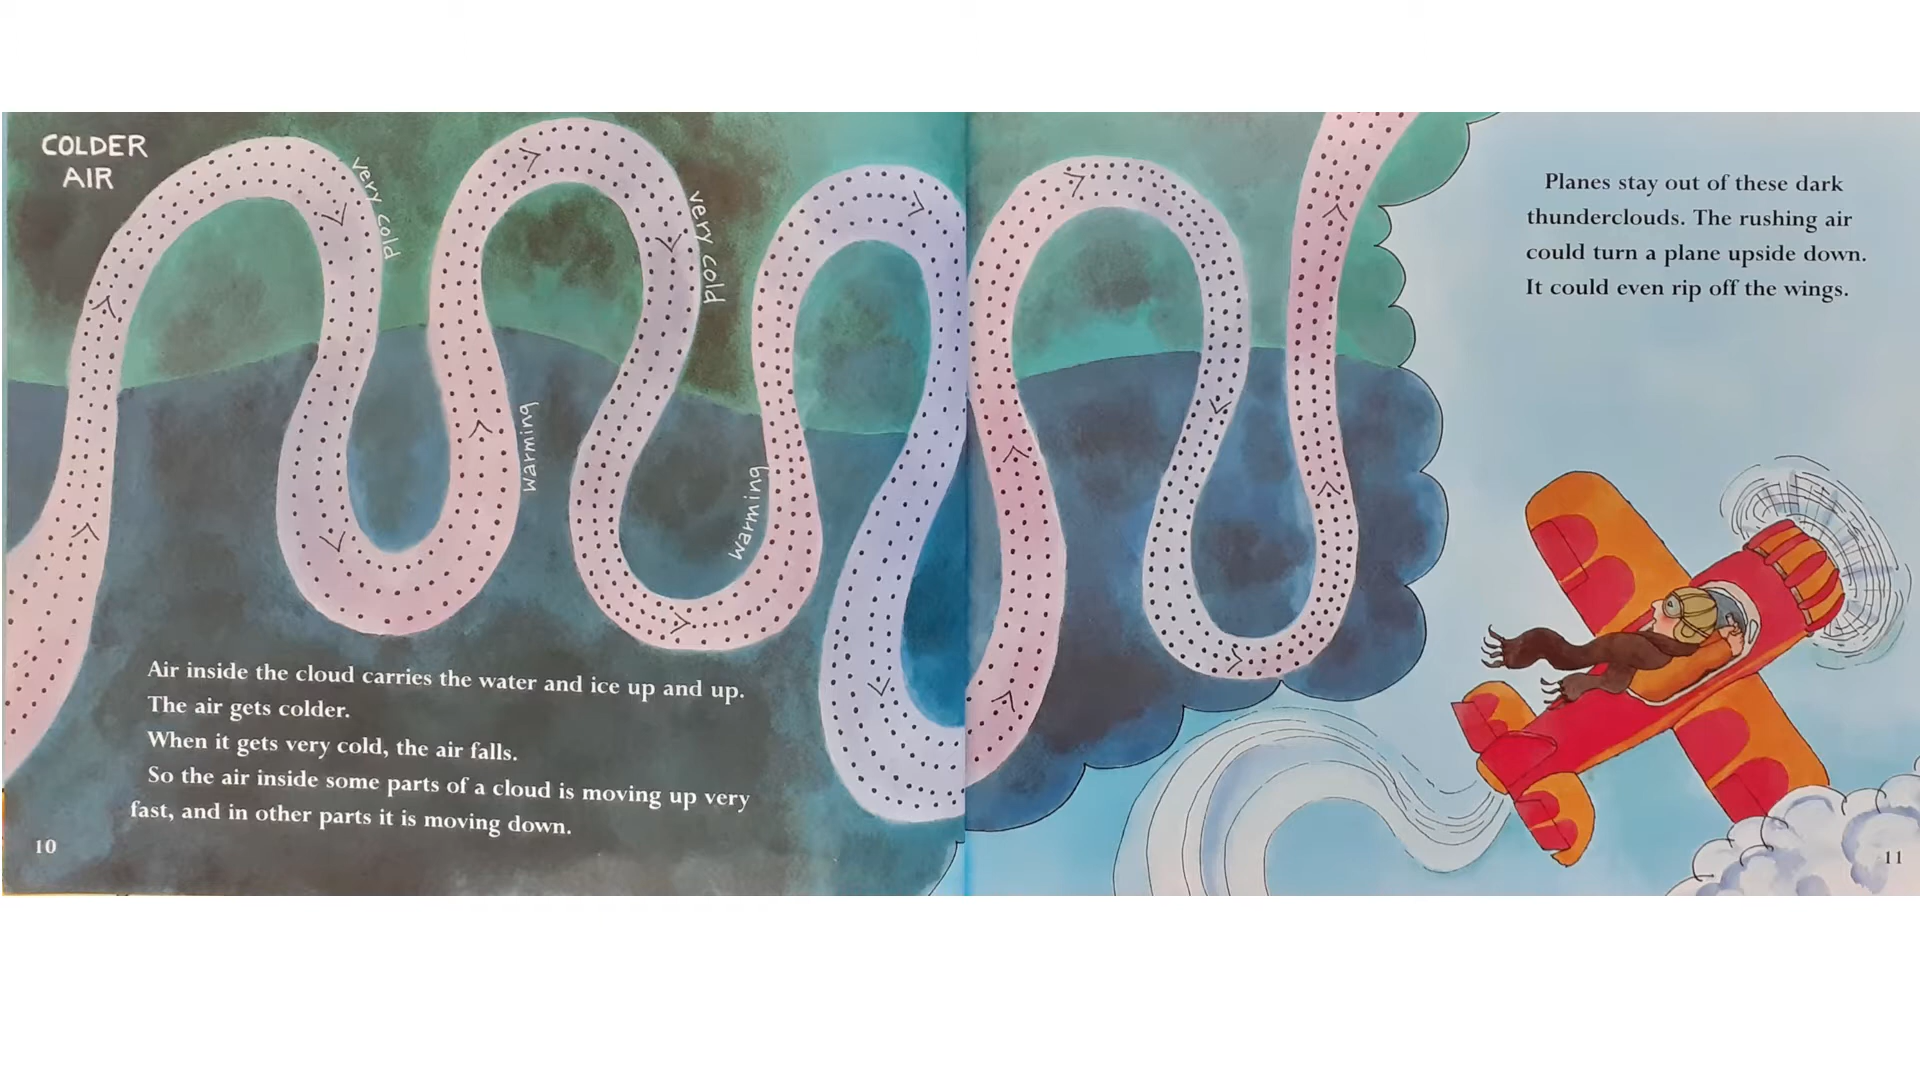 COLDER
AIR
very cold
very cold
warming
warming
Air inside the cloud carries the water and ice up and up.
The air gets colder.
When it gets very cold, the air falls.
So the air inside some parts of a cloud is moving up very
fast, and in other parts it is moving down.
10
Planes stay out of these dark
thunderclouds. The rushing air
could turn a plane upside down.
It could even rip off the wings.
11